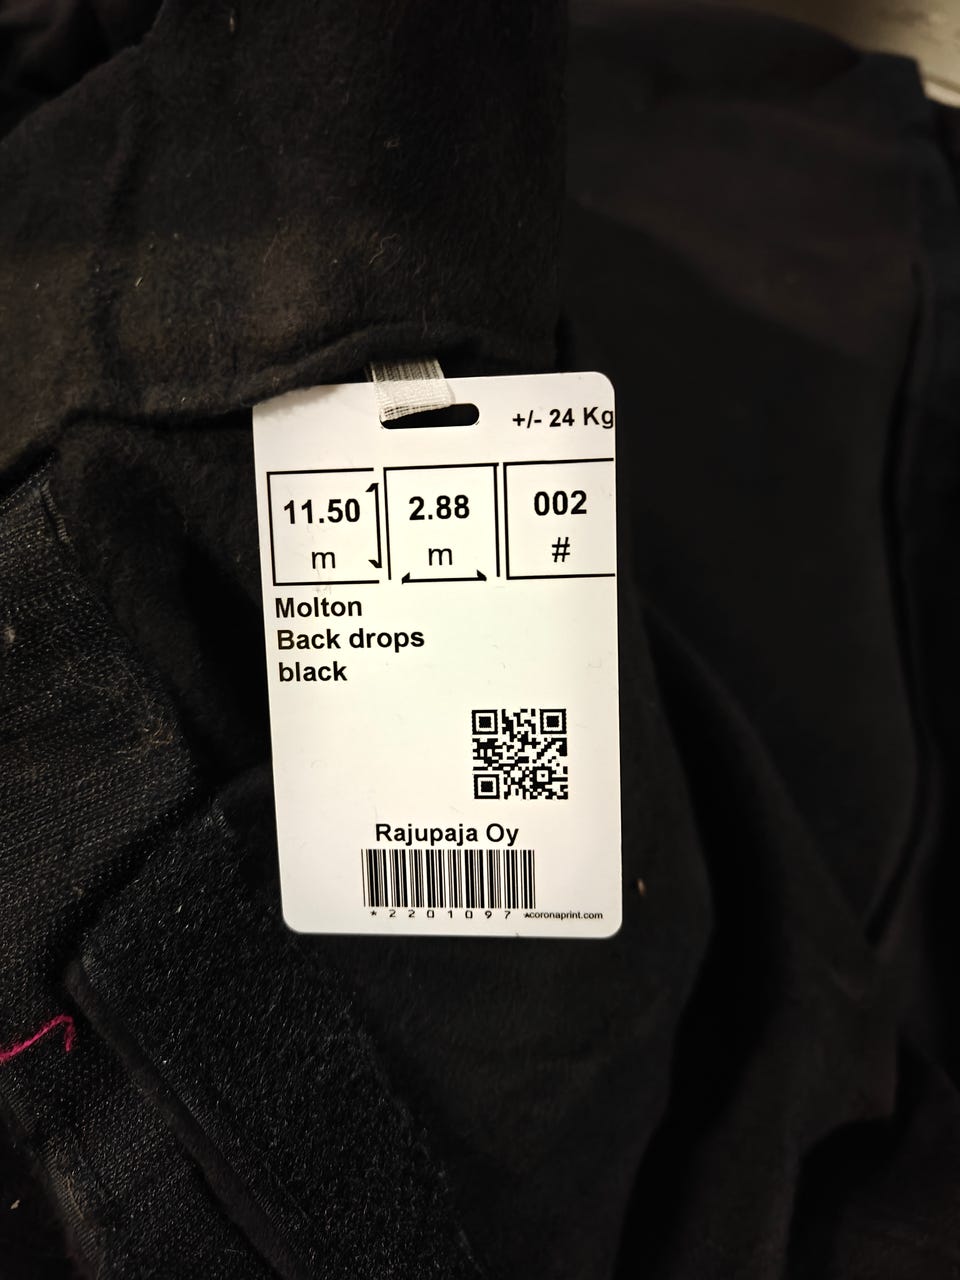 +/- 24 Kg
11.50 2.88 002
m m #
Molton
Back drops
black
Rajupaja Oy
*2201097*
coronaprint.com